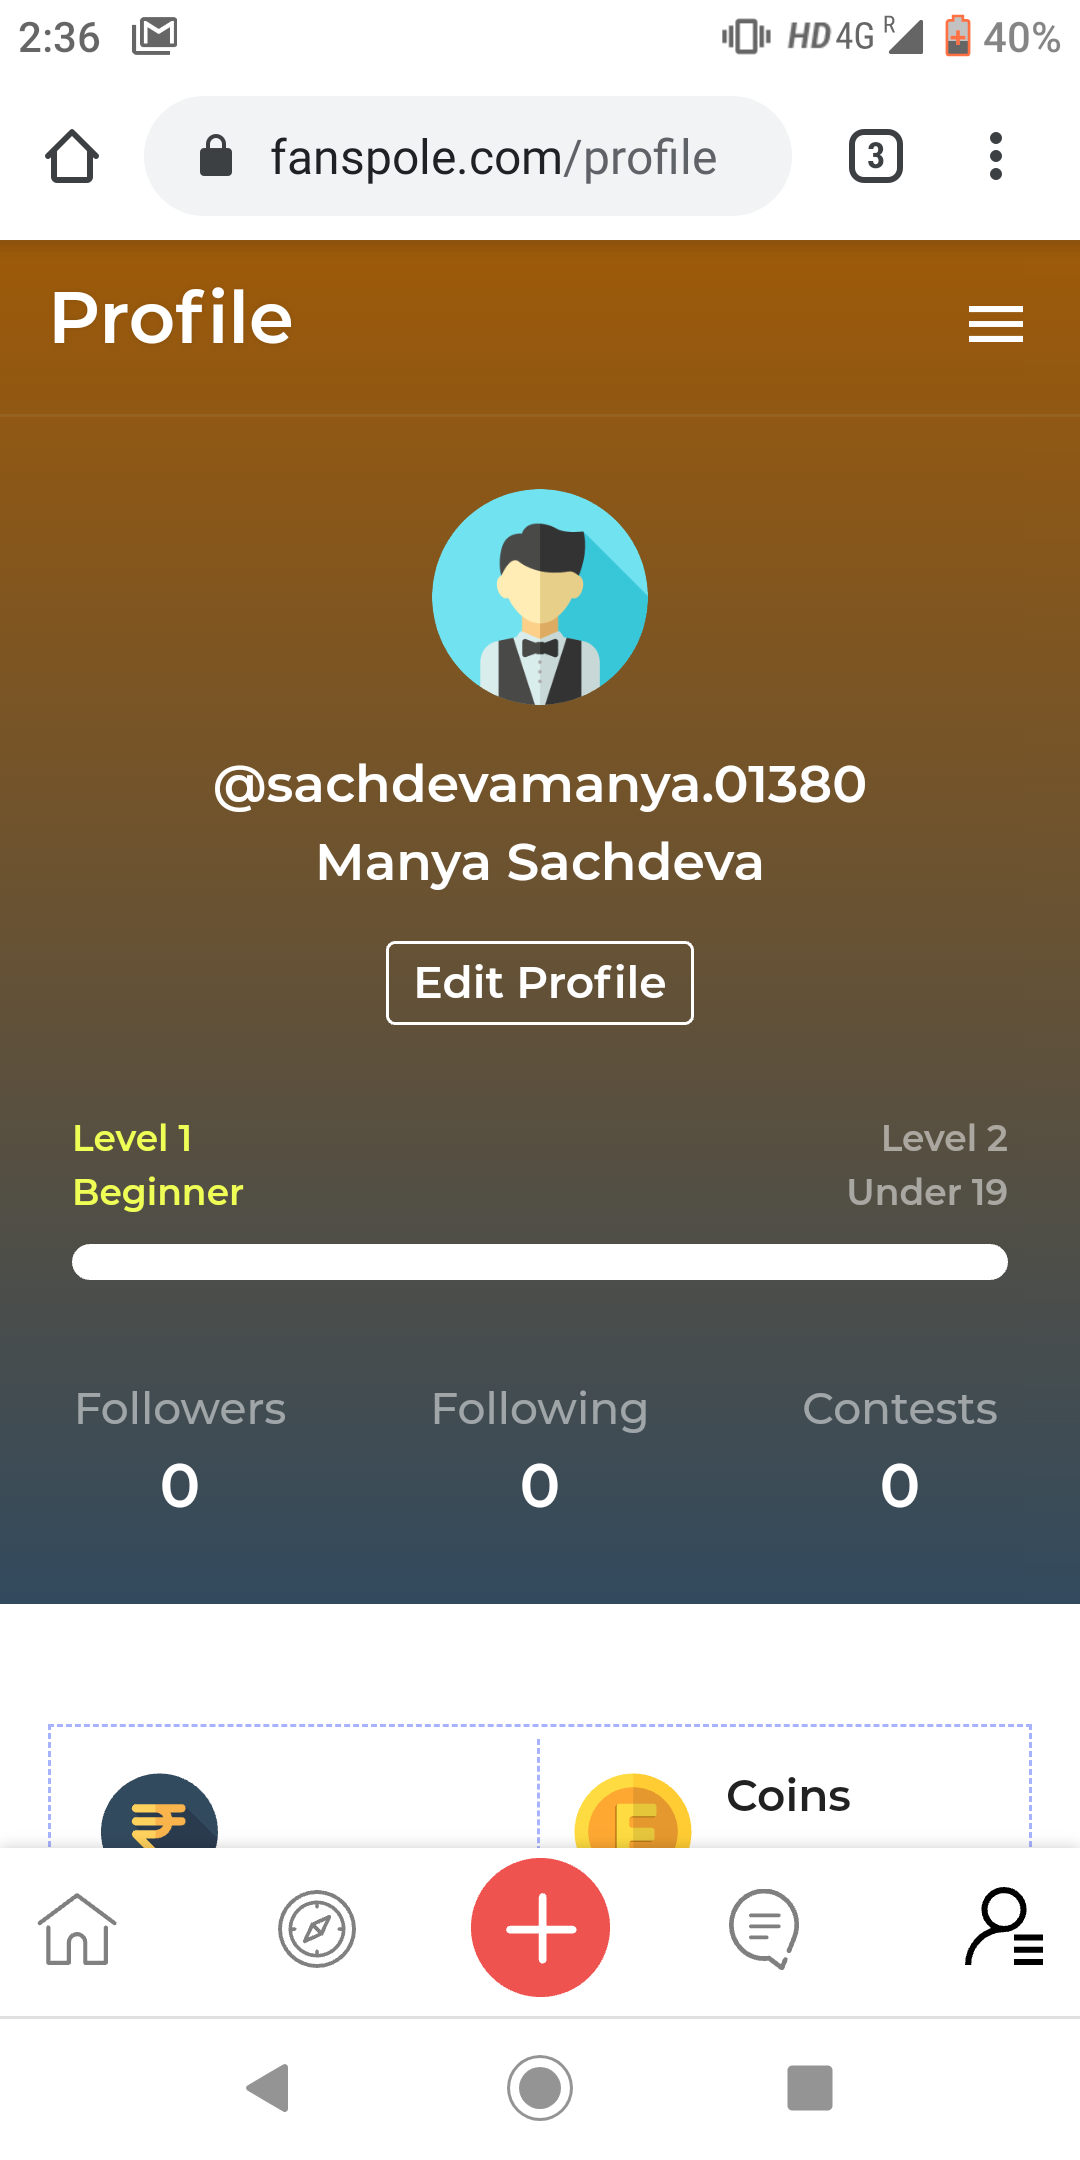 2:36 HD 4G R 40%
fanspole.com/profile 3
Profile
@sachdevamanya.01380
Manya Sachdeva
Edit Profile
Level 1 Level 2
Beginner Under 19
Followers Following Contests
0 0 0
₹ E Coins